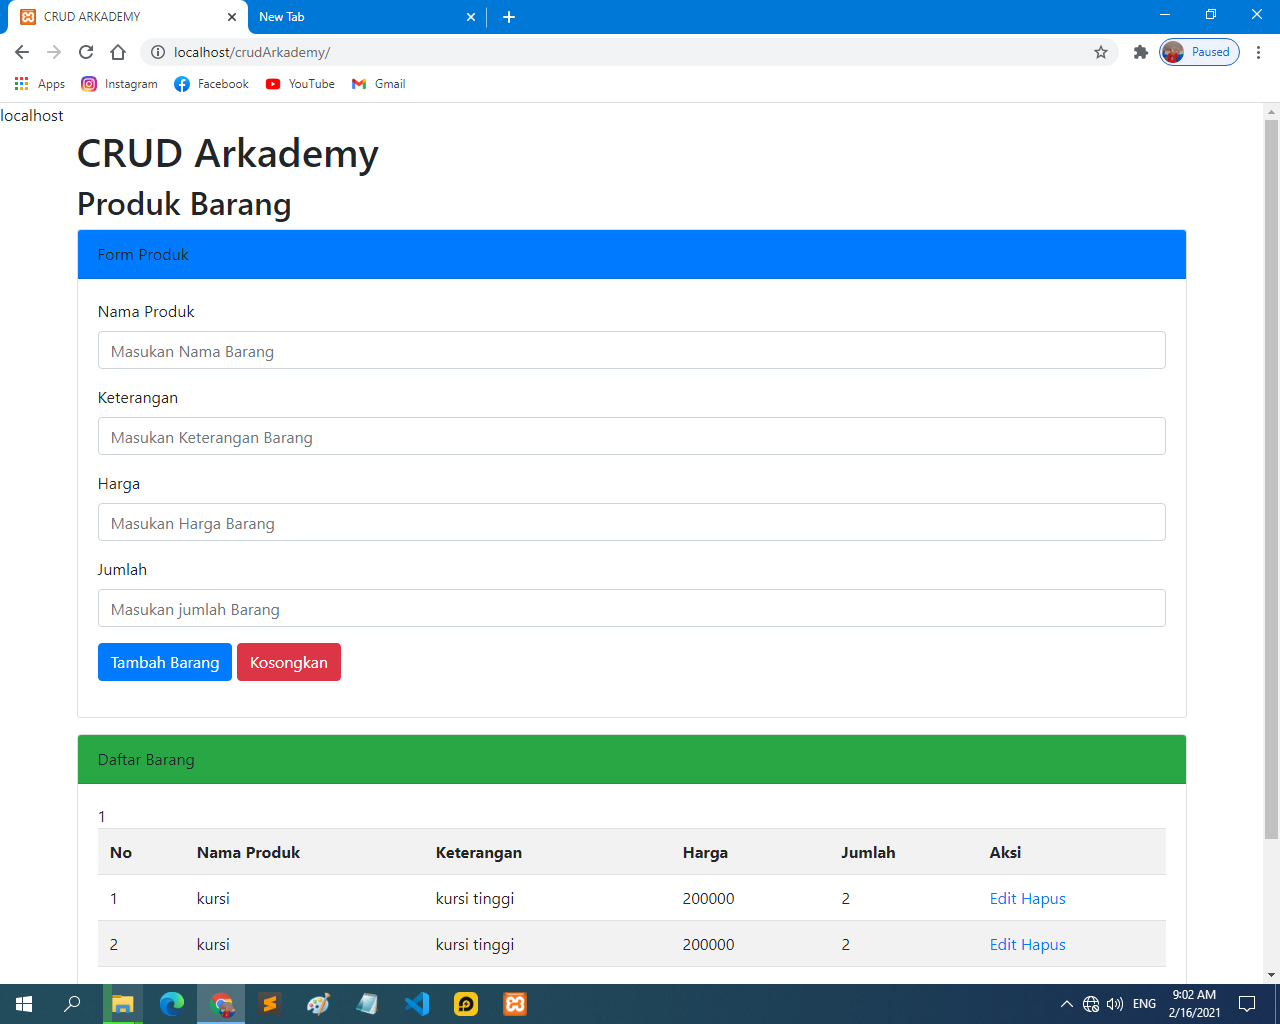 CRUD ARKADEMY
New Tab
localhost/crudArkademy/
Paused
Apps Instagram Facebook YouTube Gmail
localhost
CRUD Arkademy
Produk Barang
Form Produk
Nama Produk
Masukan Nama Barang
Keterangan
Masukan Keterangan Barang
Harga
Masukan Harga Barang
Jumlah
Masukan jumlah Barang
Tambah Barang Kosongkan
Daftar Barang
1
No Nama Produk Keterangan Harga Jumlah Aksi
1 kursi kursi tinggi 200000 2 Edit Hapus
2 kursi kursi tinggi 200000 2 Edit Hapus
ENG
9:02 AM
2/16/2021